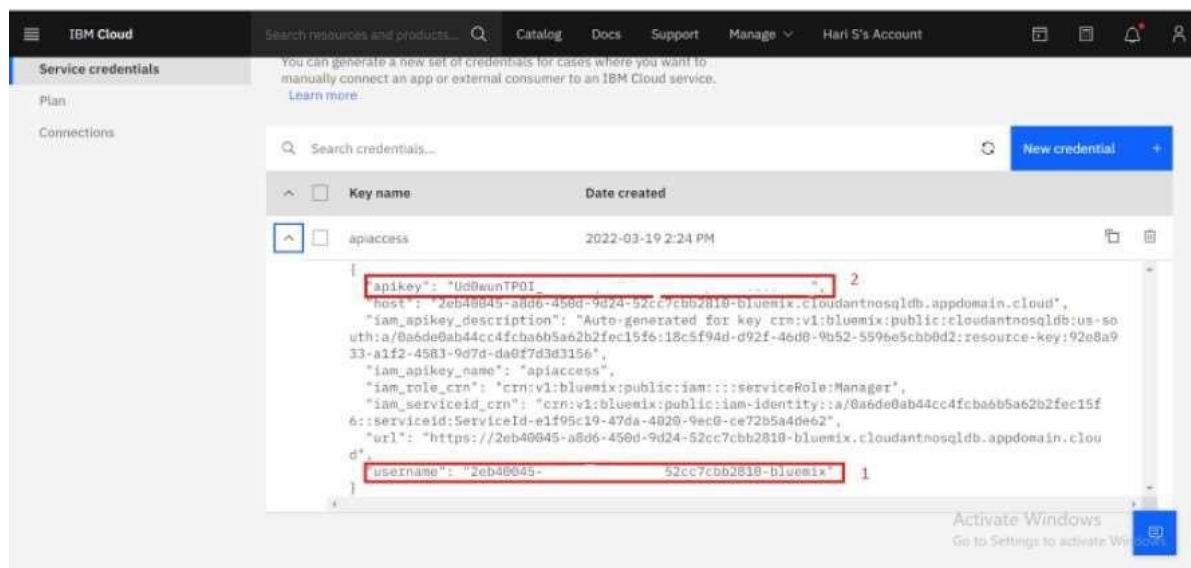 IBM Cloud
Search resources and products...
Catalog
Docs
Support
Manage
Hari S's Account
Service credentials
Plan
Connections
You can generate a new set of credentials for cases where you want to
manually connect an app or external consumer to an IBM Cloud service.
Learn more
Search credentials...
New credential +
Key name
Date created
apiaccess
2022-03-19 2:24 PM
{
"apikey": "Ud0wunTPOI_ ",
2
"host": "2eb40045-a8d6-450d-9d24-52cc7cbb2810-bluemix.cloudantnosqldb.appdomain.cloud",
"iam_apikey_description": "Auto-generated for key crn:v1:bluemix:public:cloudantnosqldb:us-so
uth:a/0a6de0ab44cc4fcba6b5a62b2fec15f6:18c5f94d-d92f-46d0-9b52-5596e5cbb0d2:resource-key:92e8a9
33-a1f2-4583-9d7d-da0f7d3d3156",
"iam_apikey_name": "apiaccess",
"iam_role_crn": "crn:v1:bluemix:public:iam::::serviceRole:Manager",
"iam_serviceid_crn": "crn:v1:bluemix:public:iam-identity::a/0a6de0ab44cc4fcba6b5a62b2fec15f
6::serviceid:ServiceId-e1f95c19-47da-4020-9ec0-ce72b5a4de62",
"url": "https://2eb40045-a8d6-450d-9d24-52cc7cbb2810-bluemix.cloudantnosqldb.appdomain.clou
d",
"username": "2eb40045- 52cc7cbb2810-bluemix"
1
}
Activate Windows
Go to Settings to activate Windows.